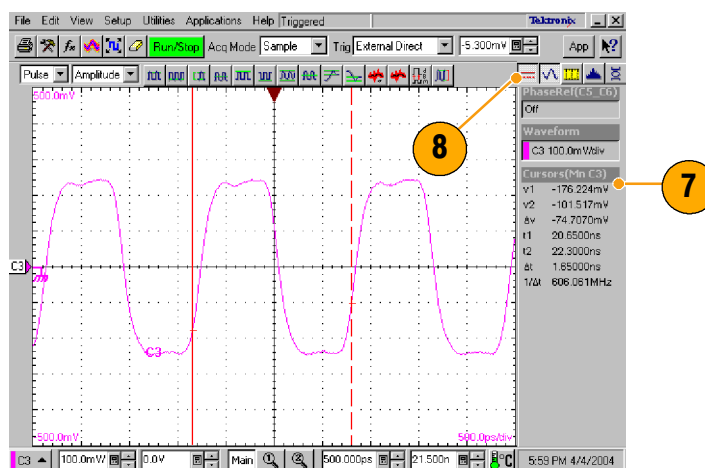 File Edit View Setup Utilities Applications Help Triggered Tektronix
Run/Stop Acq Mode Sample Trig External Direct -5.300mV App
Pulse Amplitude
8
500.0mV
PhaseRef(C5_C6)
Off
Waveform
C3 100.0mW/div
Cursors(Mn C3)
7
v1 -176.224mV
v2 -101.517mV
Δv -74.7070mV
t1 20.6500ns
t2 22.3000ns
Δt 1.65000ns
1/Δt 606.061MHz
C3
C3
-500.0mV 500.0ps/div
C3 100.0mW 0.0V Main 500.000ps 21.500n °C 5:59 PM 4/4/2004